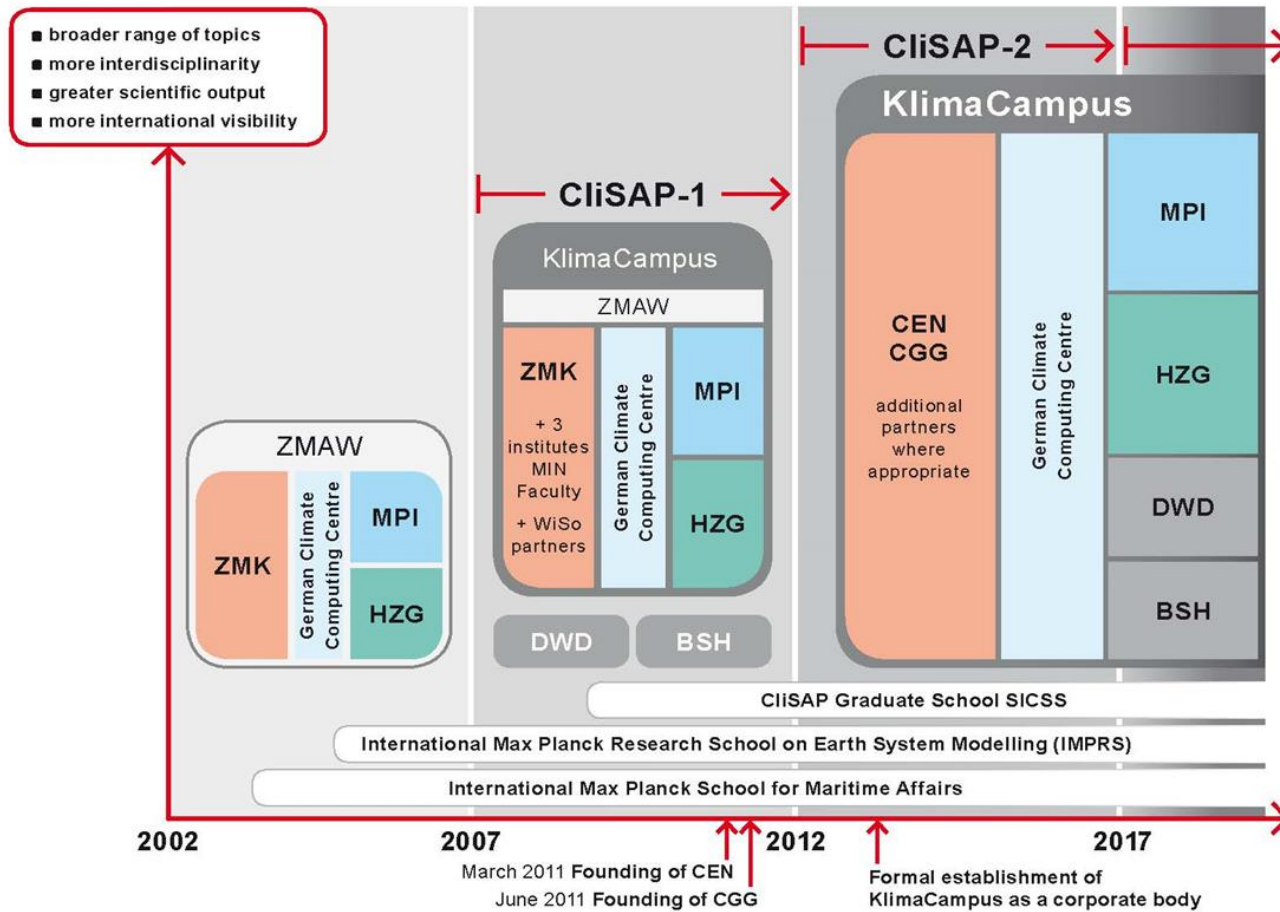 ■ broader range of topics
■ more interdisciplinarity
■ greater scientific output
■ more international visibility
CliSAP-1
CliSAP-2
ZMAW
ZMK
German Climate
Computing Centre
MPI
HZG
KlimaCampus
ZMAW
ZMK
+ 3
institutes
MIN
Faculty
+ WiSo
partners
German Climate
Computing Centre
MPI
HZG
DWD
BSH
KlimaCampus
CEN
CGG
additional
partners
where
appropriate
German Climate
Computing Centre
MPI
HZG
DWD
BSH
CliSAP Graduate School SICSS
International Max Planck Research School on Earth System Modelling (IMPRS)
International Max Planck School for Maritime Affairs
2002
2007
2012
2017
March 2011 Founding of CEN
June 2011 Founding of CGG
Formal establishment of
KlimaCampus as a corporate body